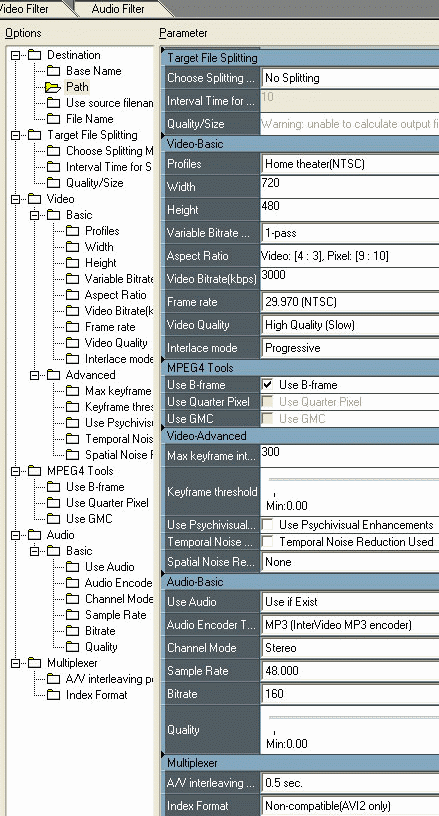 Video Filter
Audio Filter
Options
Parameter
Destination
Base Name
Path
Use source filenam
File Name
Target File Splitting
Choose Splitting M
Interval Time for S
Quality/Size
Video
Basic
Profiles
Width
Height
Variable Bitrate
Aspect Ratio
Video Bitrate(k
Frame rate
Video Quality
Interlace mode
Advanced
Max keyframe
Keyframe thres
Use Psychivisu
Temporal Noise
Spatial Noise R
MPEG4 Tools
Use B-frame
Use Quarter Pixel
Use GMC
Audio
Basic
Use Audio
Audio Encode
Channel Mode
Sample Rate
Bitrate
Quality
Multiplexer
A/V interleaving pe
Index Format
Target File Splitting
Choose Splitting ... No Splitting
Interval Time for ... 10
Quality/Size Warning: unable to calculate output fi
Video-Basic
Profiles Home theater(NTSC)
Width 720
Height 480
Variable Bitrate ... 1-pass
Aspect Ratio Video: [4 : 3], Pixel: [9 : 10]
Video Bitrate(kbps) 3000
Frame rate 29.970 (NTSC)
Video Quality High Quality (Slow)
Interlace mode Progressive
MPEG4 Tools
Use B-frame Use B-frame
Use Quarter Pixel Use Quarter Pixel
Use GMC Use GMC
Video-Advanced
Max keyframe int... 300
Keyframe threshold Min:0.00
Use Psychivisual... Use Psychivisual Enhancements
Temporal Noise ... Temporal Noise Reduction Used
Spatial Noise Re... None
Audio-Basic
Use Audio Use if Exist
Audio Encoder T... MP3 (InterVideo MP3 encoder)
Channel Mode Stereo
Sample Rate 48.000
Bitrate 160
Quality Min:0.00
Multiplexer
A/V interleaving ... 0.5 sec.
Index Format Non-compatible(AVI2 only)